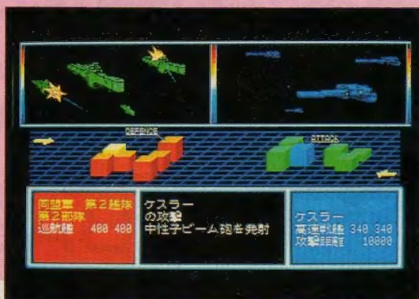 DEFENCE
ATTACK
同盟軍 第2艦隊
第2部隊
巡航艦 400 400
ケスラー
の攻撃
中性子ビーム砲を発射
ケスラー
高速戦艦 340 340
攻撃距離 10000